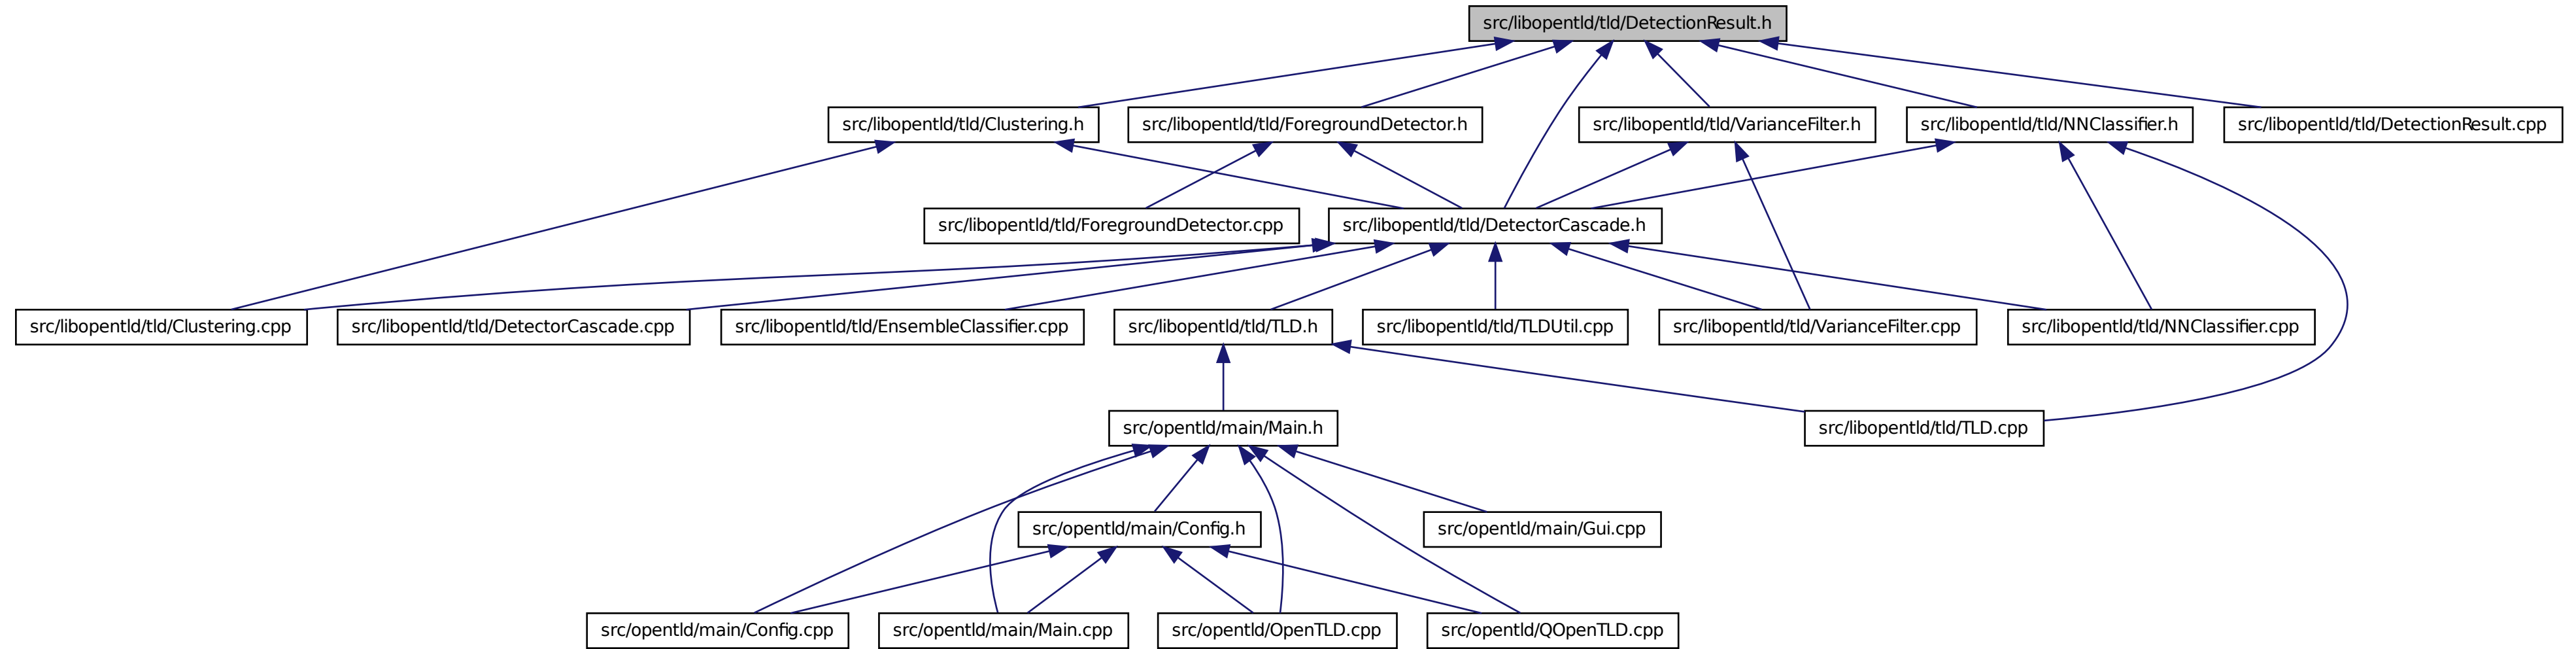 src/libopentld/tld/DetectionResult.h
src/libopentld/tld/Clustering.h
src/libopentld/tld/ForegroundDetector.h
src/libopentld/tld/VarianceFilter.h
src/libopentld/tld/NNClassifier.h
src/libopentld/tld/DetectionResult.cpp
src/libopentld/tld/ForegroundDetector.cpp
src/libopentld/tld/DetectorCascade.h
src/libopentld/tld/Clustering.cpp
src/libopentld/tld/DetectorCascade.cpp
src/libopentld/tld/EnsembleClassifier.cpp
src/libopentld/tld/TLD.h
src/libopentld/tld/TLDUtil.cpp
src/libopentld/tld/VarianceFilter.cpp
src/libopentld/tld/NNClassifier.cpp
src/opentld/main/Main.h
src/libopentld/tld/TLD.cpp
src/opentld/main/Config.h
src/opentld/main/Gui.cpp
src/opentld/main/Config.cpp
src/opentld/main/Main.cpp
src/opentld/OpenTLD.cpp
src/opentld/QOpenTLD.cpp